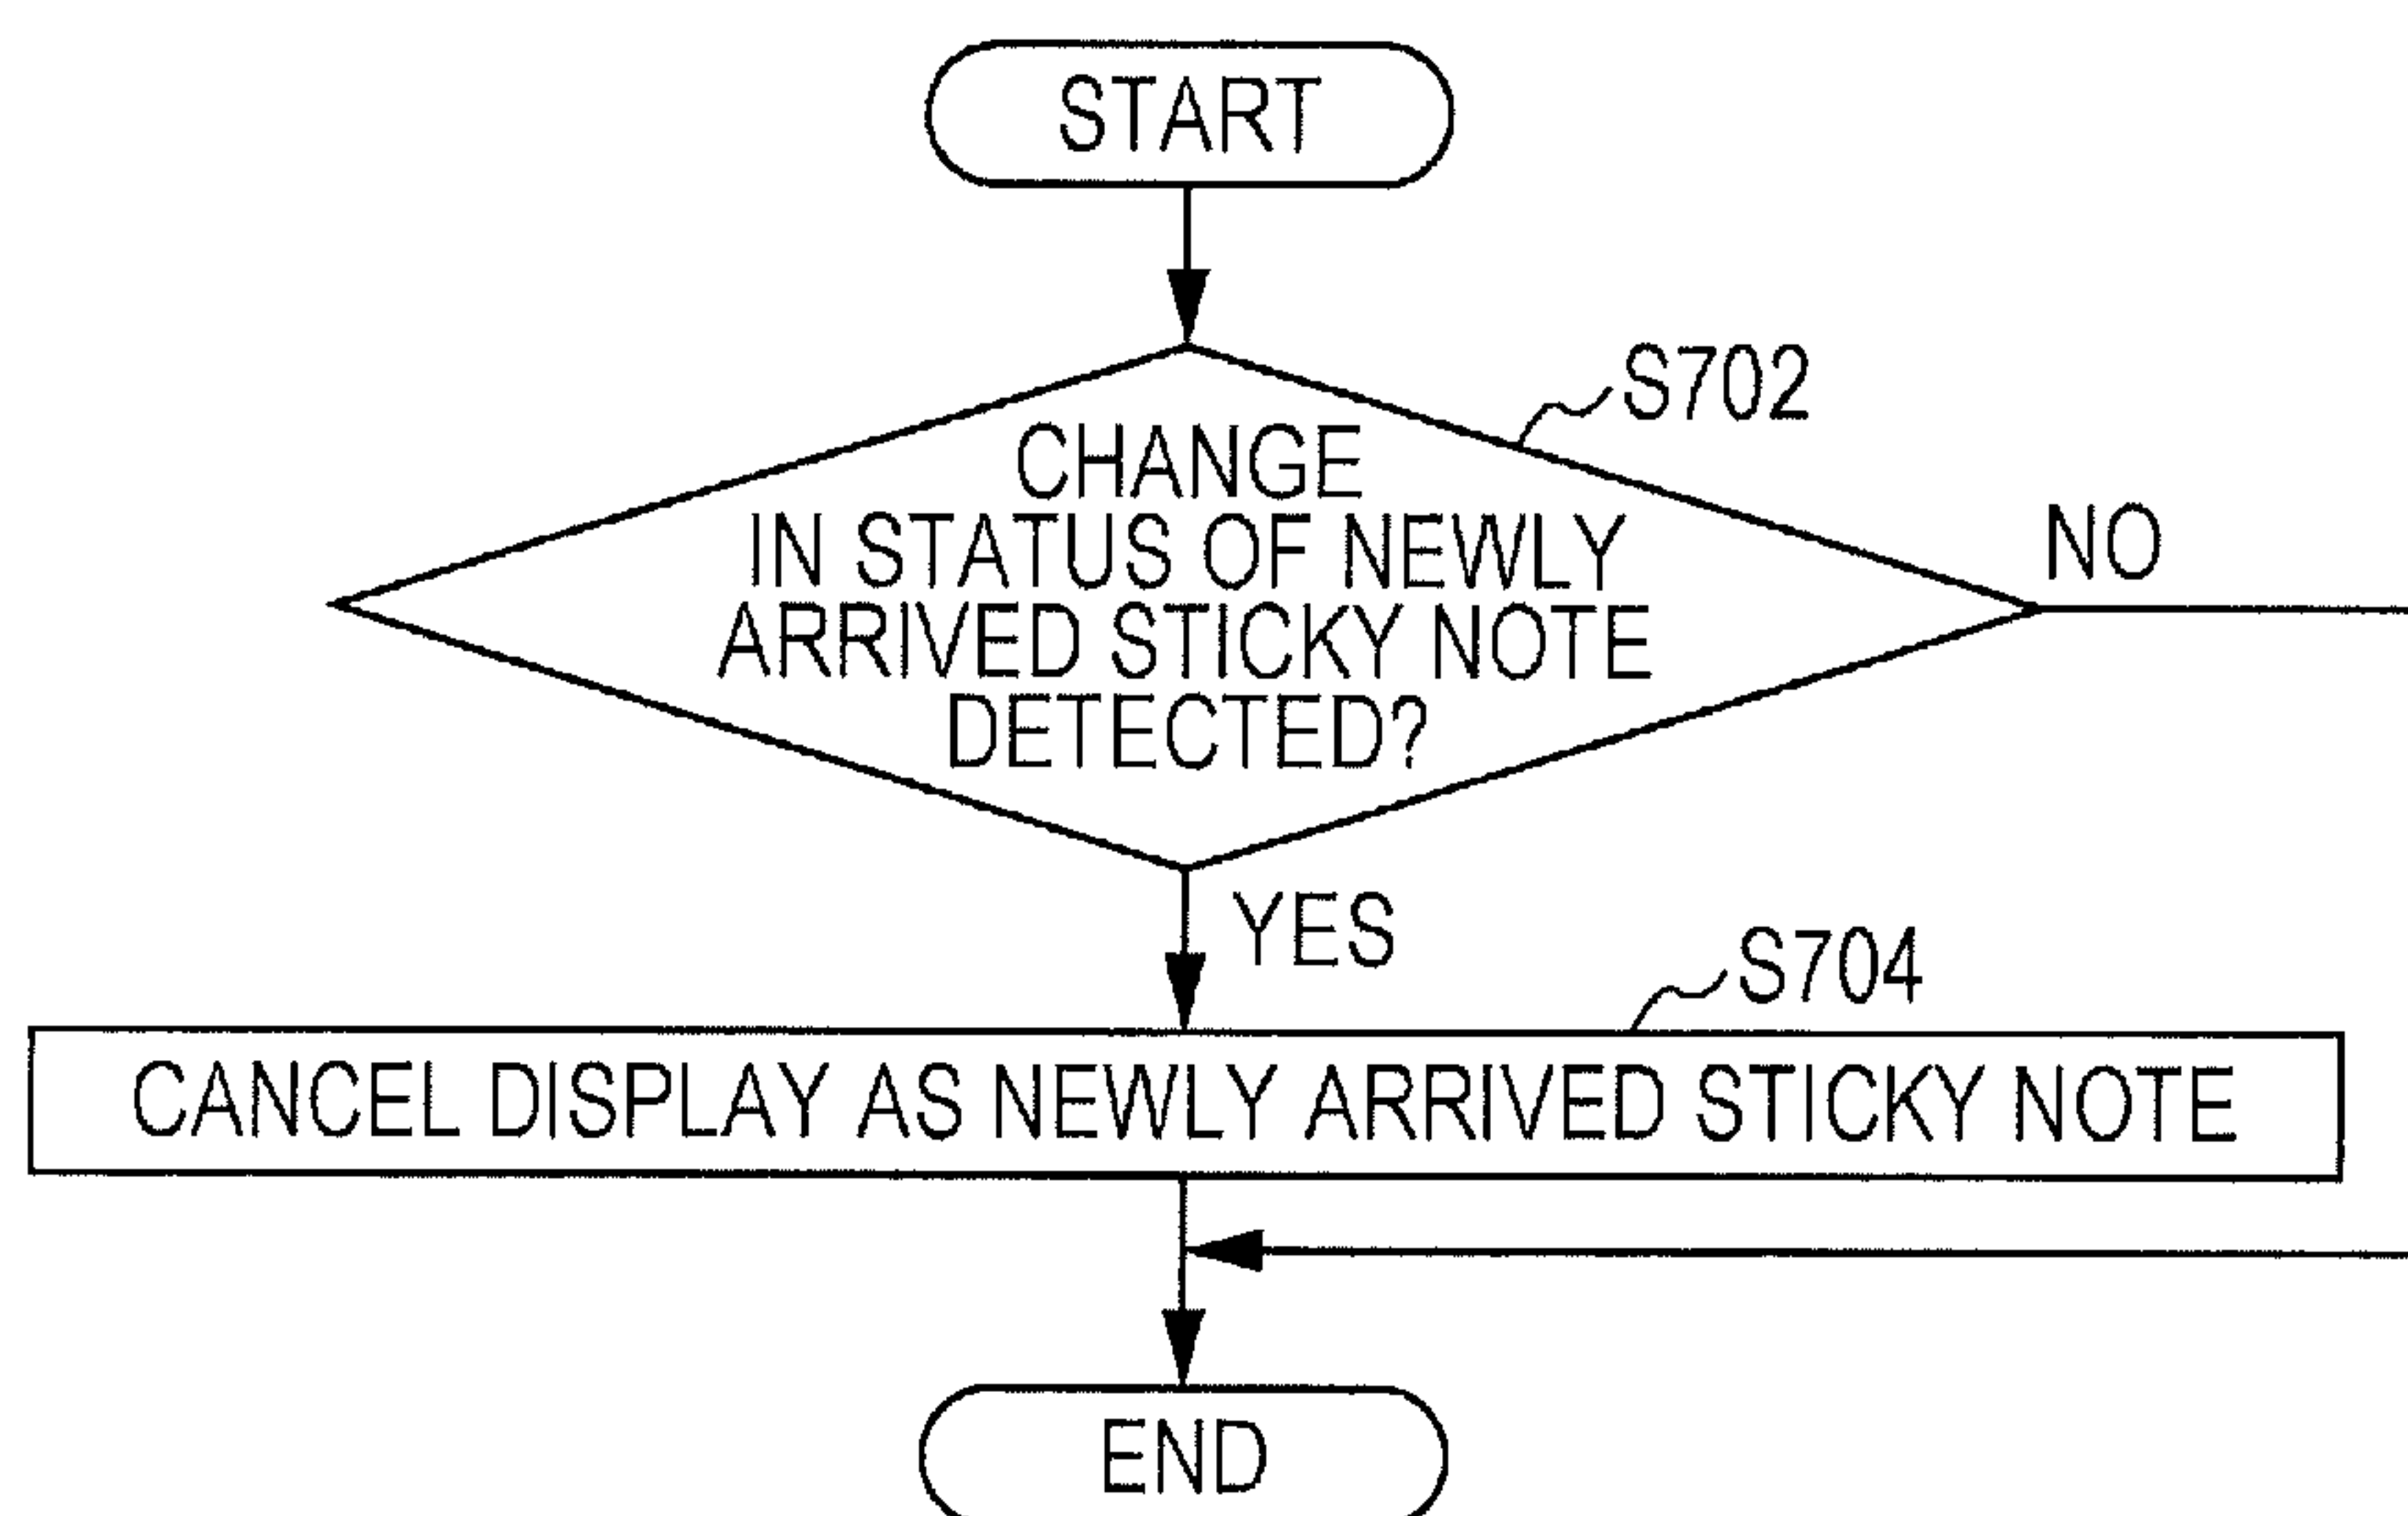 START
S702
CHANGE
IN STATUS OF NEWLY
ARRIVED STICKY NOTE
DETECTED?
NO
YES
S704
CANCEL DISPLAY AS NEWLY ARRIVED STICKY NOTE
END